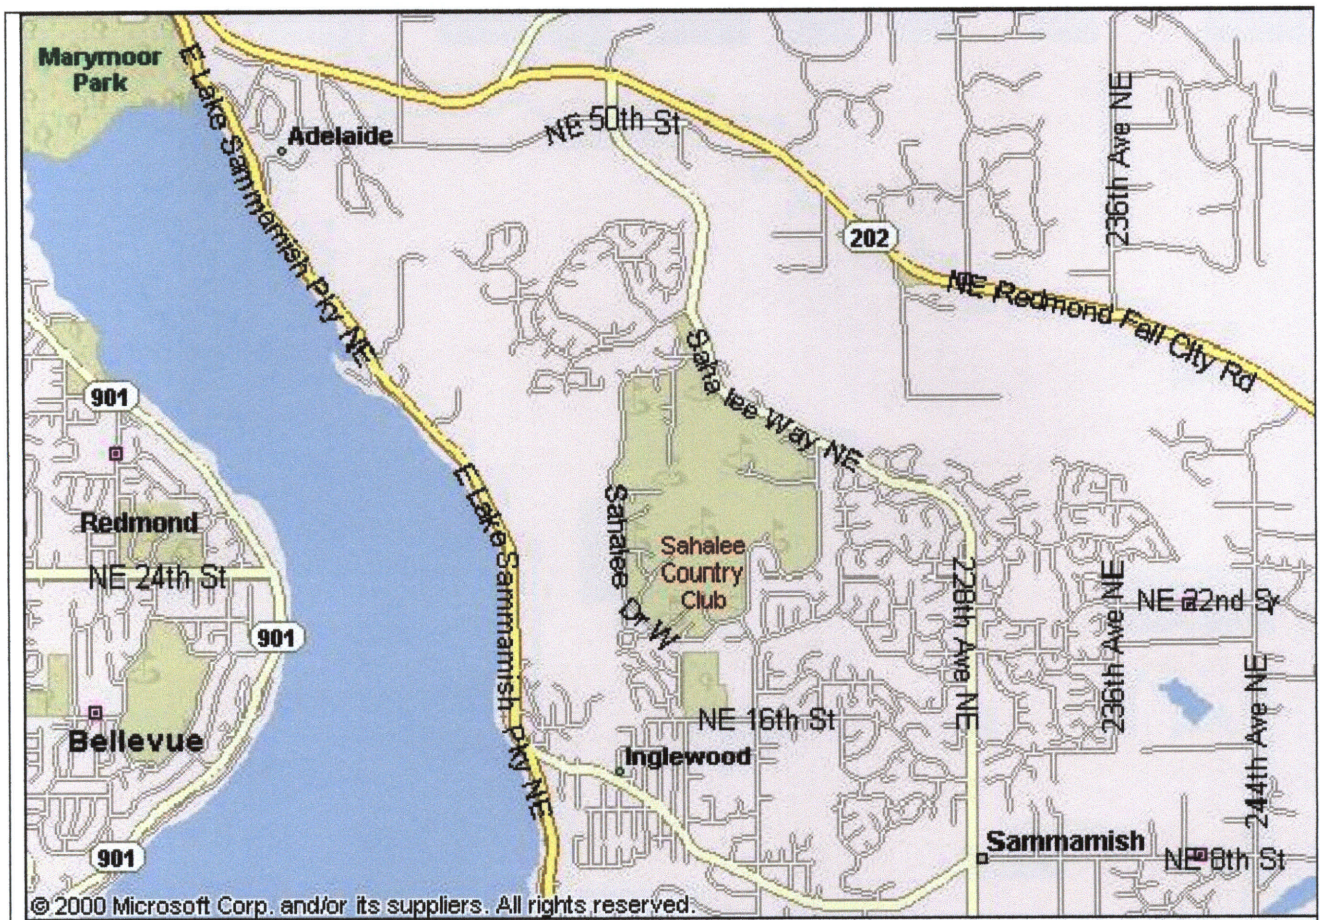 Marymoor
Park
E Lake Sammamish Pky NE
Adelaide
NE 50th St
236th Ave NE
202
NE Redmond Fall City Rd
901
Saha lee Way NE
Redmond
NE 24th St
E Lake Sammamish Pky NE
Sahalee Dr W
Sahalee
Country
Club
228th Ave NE
236th Ave NE
NE 22nd
901
Bellevue
NE 16th St
Inglewood
244th Ave NE
901
Sammamish
NE 8th St
© 2000 Microsoft Corp. and/or its suppliers. All rights reserved.